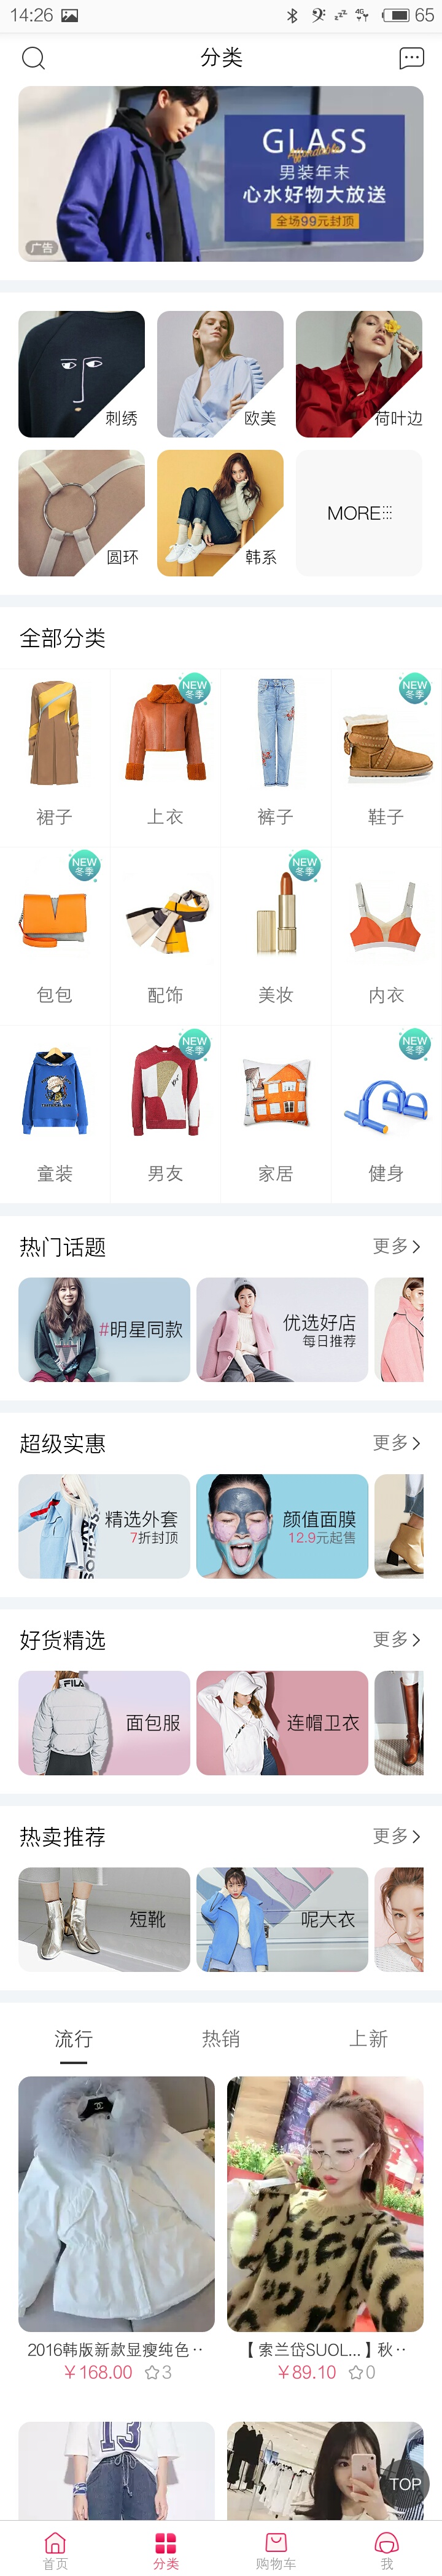 14:26
4G
65
分类
GLASS
Affordable
男装年末
心水好物大放送
全场99元封顶
广告
刺绣
欧美
荷叶边
圆环
韩系
MORE
全部分类
NEW
冬季
NEW
冬季
裙子
上衣
裤子
鞋子
NEW
冬季
NEW
冬季
包包
配饰
美妆
内衣
NEW
冬季
NEW
冬季
童装
男友
家居
健身
热门话题
更多
#明星同款
优选好店
每日推荐
超级实惠
更多
精选外套
7折封顶
颜值面膜
12.9元起售
好货精选
更多
FILA
面包服
连帽卫衣
热卖推荐
更多
短靴
呢大衣
流行
热销
上新
2016韩版新款显瘦纯色··
¥168.00
3
【索兰岱SUOL...】秋··
¥89.10
0
13
TOP
首页
分类
购物车
我